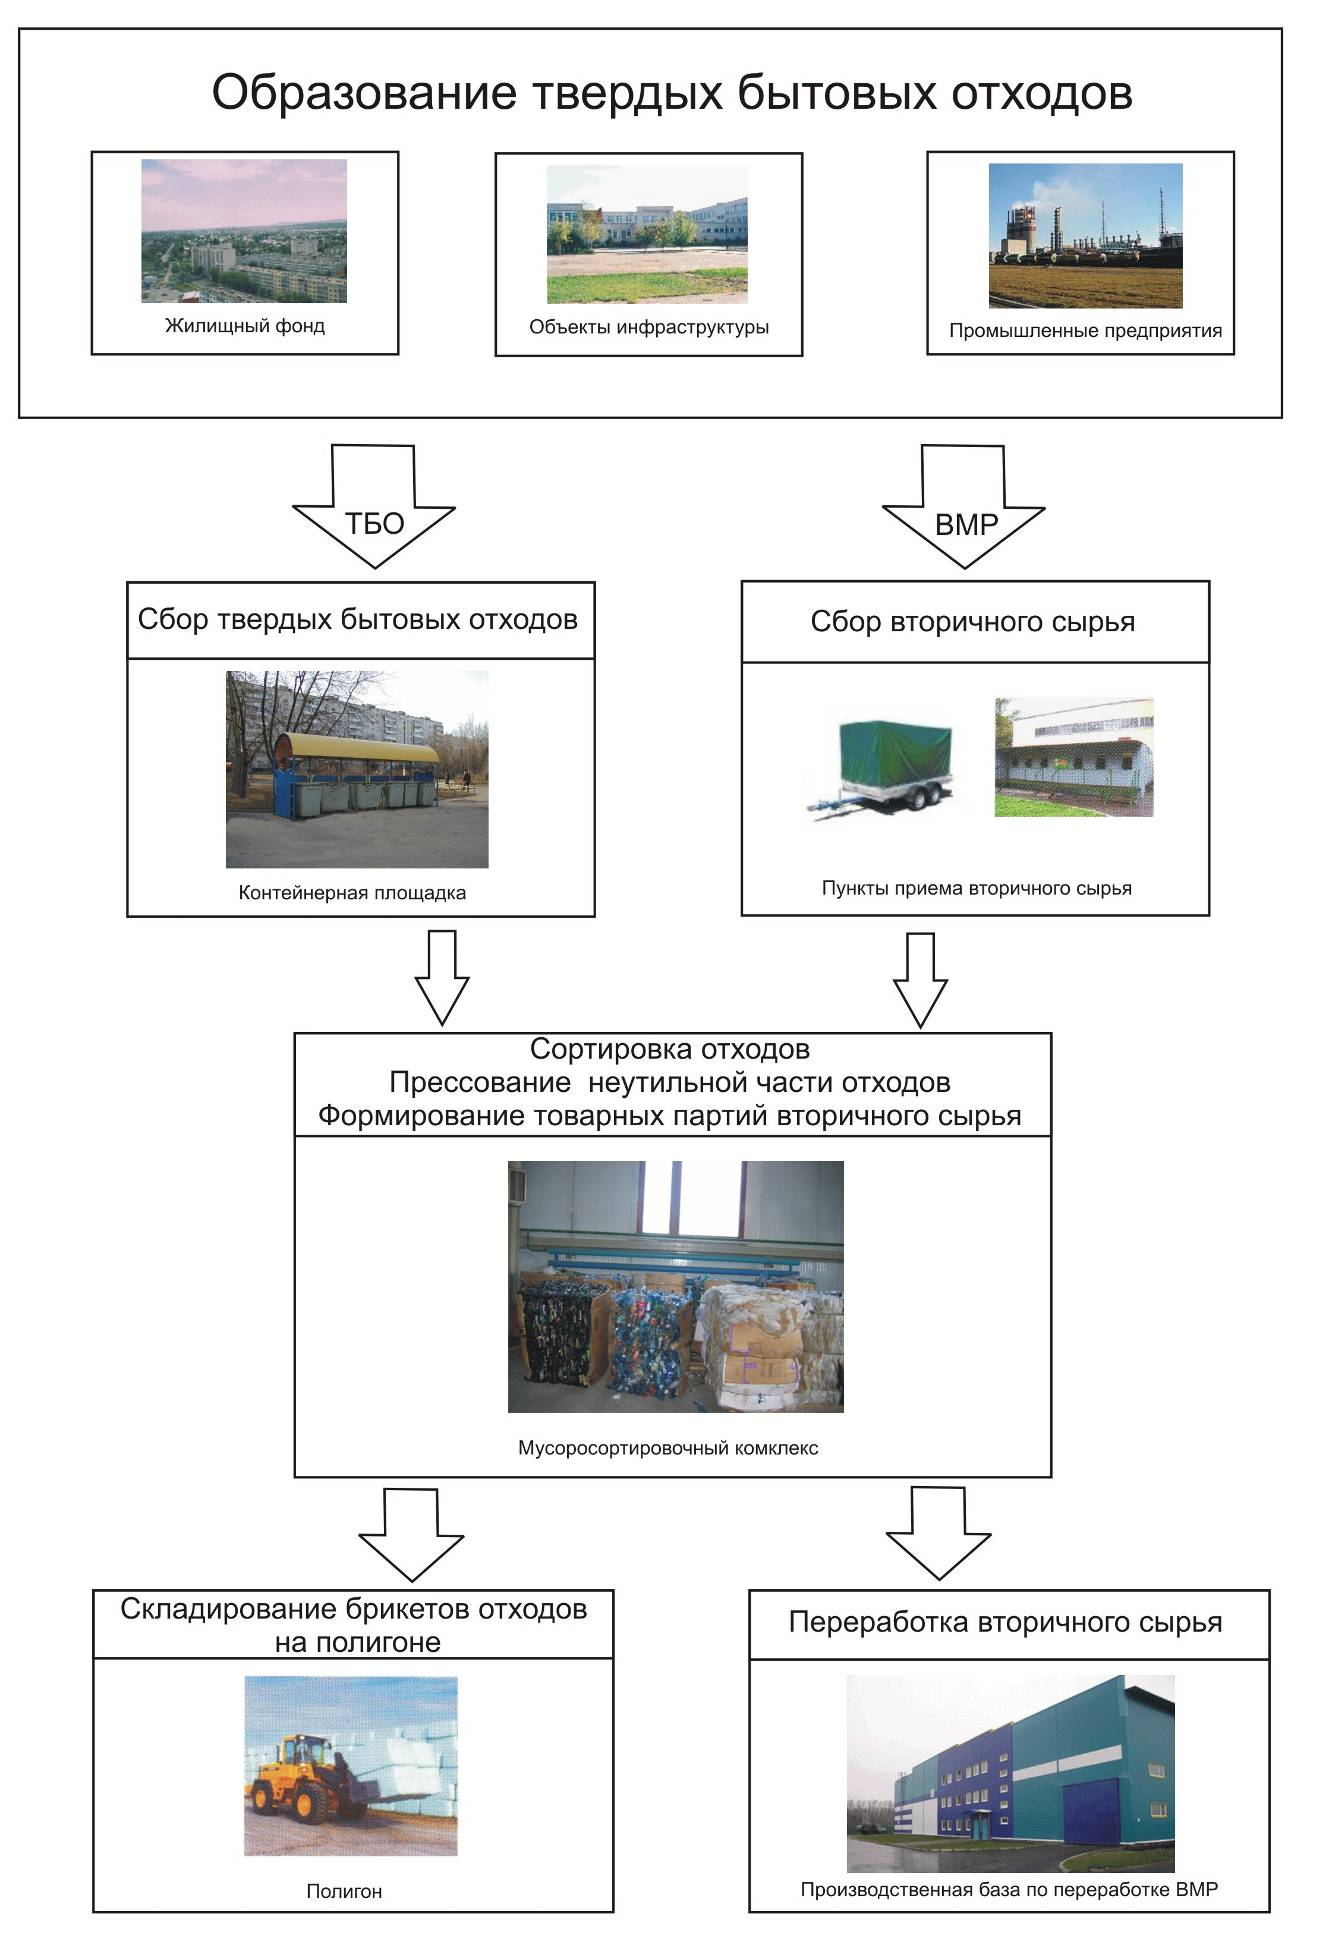 Образование твердых бытовых отходов
Жилищный фонд
Объекты инфраструктуры
Промышленные предприятия
ТБО
ВМР
Сбор твердых бытовых отходов
Контейнерная площадка
Сбор вторичного сырья
Пункты приема вторичного сырья
Сортировка отходов
Прессование неутильной части отходов
Формирование товарных партий вторичного сырья
Мусоросортировочный комклекс
Складирование брикетов отходов
на полигоне
Полигон
Переработка вторичного сырья
Производственная база по переработке ВМР